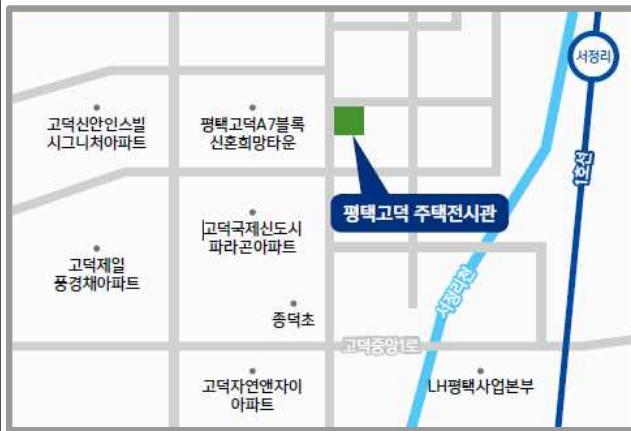 서정리
고덕신안인스빌
시그니처아파트
평택고덕A7블록
신혼희망타운
1호선
평택고덕 주택전시관
고덕국제신도시
파라곤아파트
고덕제일
풍경채아파트
서정리천
종덕초
고덕중앙1로
고덕자연앤자이
아파트
LH평택사업본부